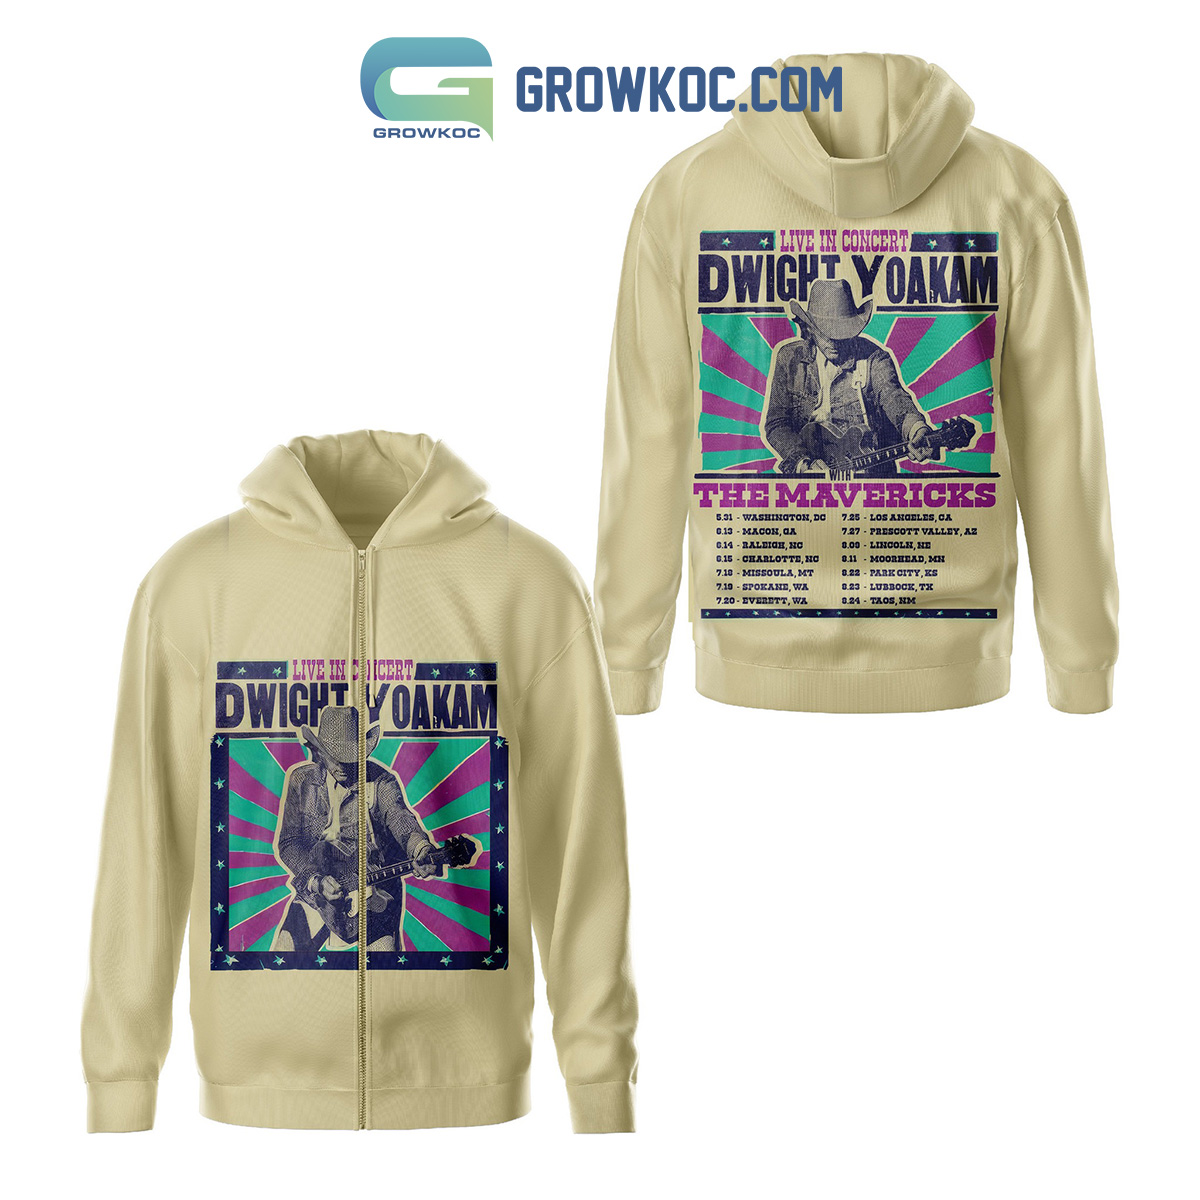 GROWKOC
GROWKOC.COM
LIVE IN CONCERT
DWIGHT YOAKAM
WITH
THE MAVERICKS
5.31 - WASHINGTON, DC 7.25 - LOS ANGELES, CA
6.13 - MACON, GA 7.27 - PRESCOTT VALLEY, AZ
6.14 - RALEIGH, NC 8.09 - LINCOLN, NE
6.15 - CHARLOTTE, NC 8.11 - MOORHEAD, MN
7.18 - MISSOULA, MT 8.22 - PARK CITY, KS
7.19 - SPOKANE, WA 8.23 - LUBBOCK, TX
7.20 - EVERETT, WA 8.24 - TAOS, NM
LIVE IN CONCERT
DWIGHT YOAKAM